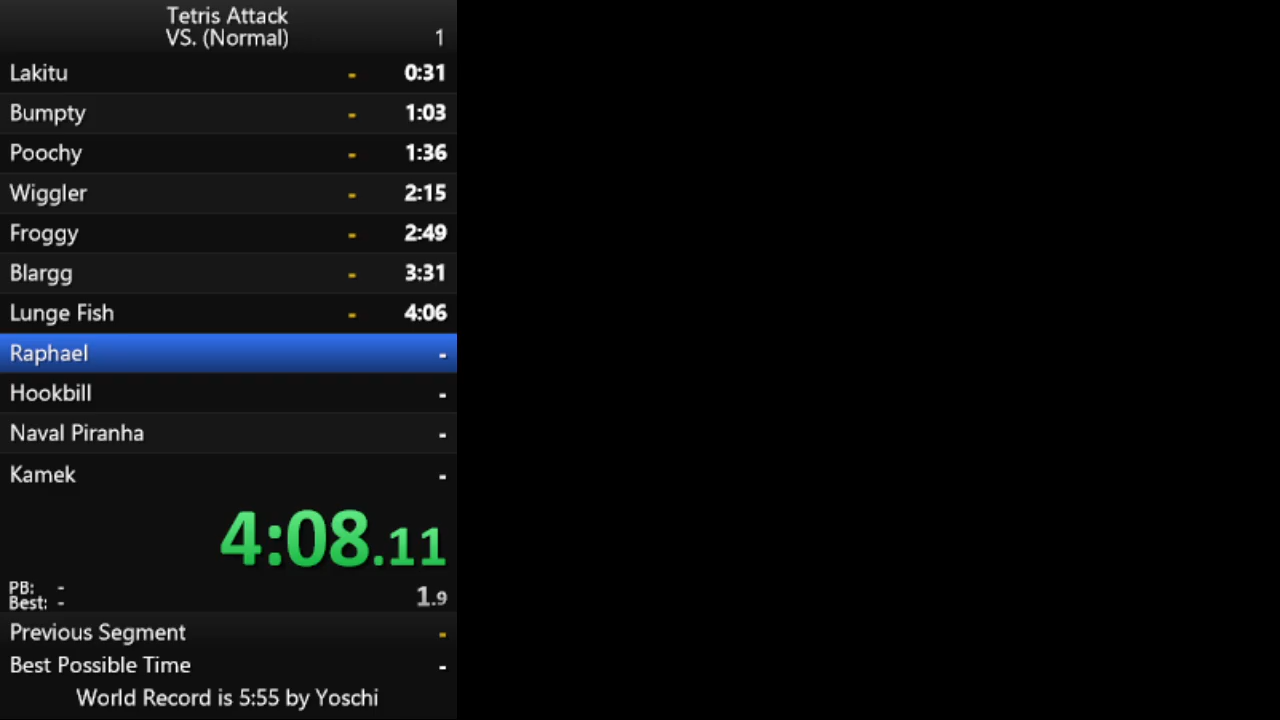 Tetris Attack
VS. (Normal) 1
Lakitu - 0:31
Bumpty - 1:03
Poochy - 1:36
Wiggler - 2:15
Froggy - 2:49
Blargg - 3:31
Lunge Fish - 4:06
Raphael -
Hookbill -
Naval Piranha -
Kamek -
4:08.11
PB: -
Best: - 1.9
Previous Segment -
Best Possible Time -
World Record is 5:55 by Yoschi